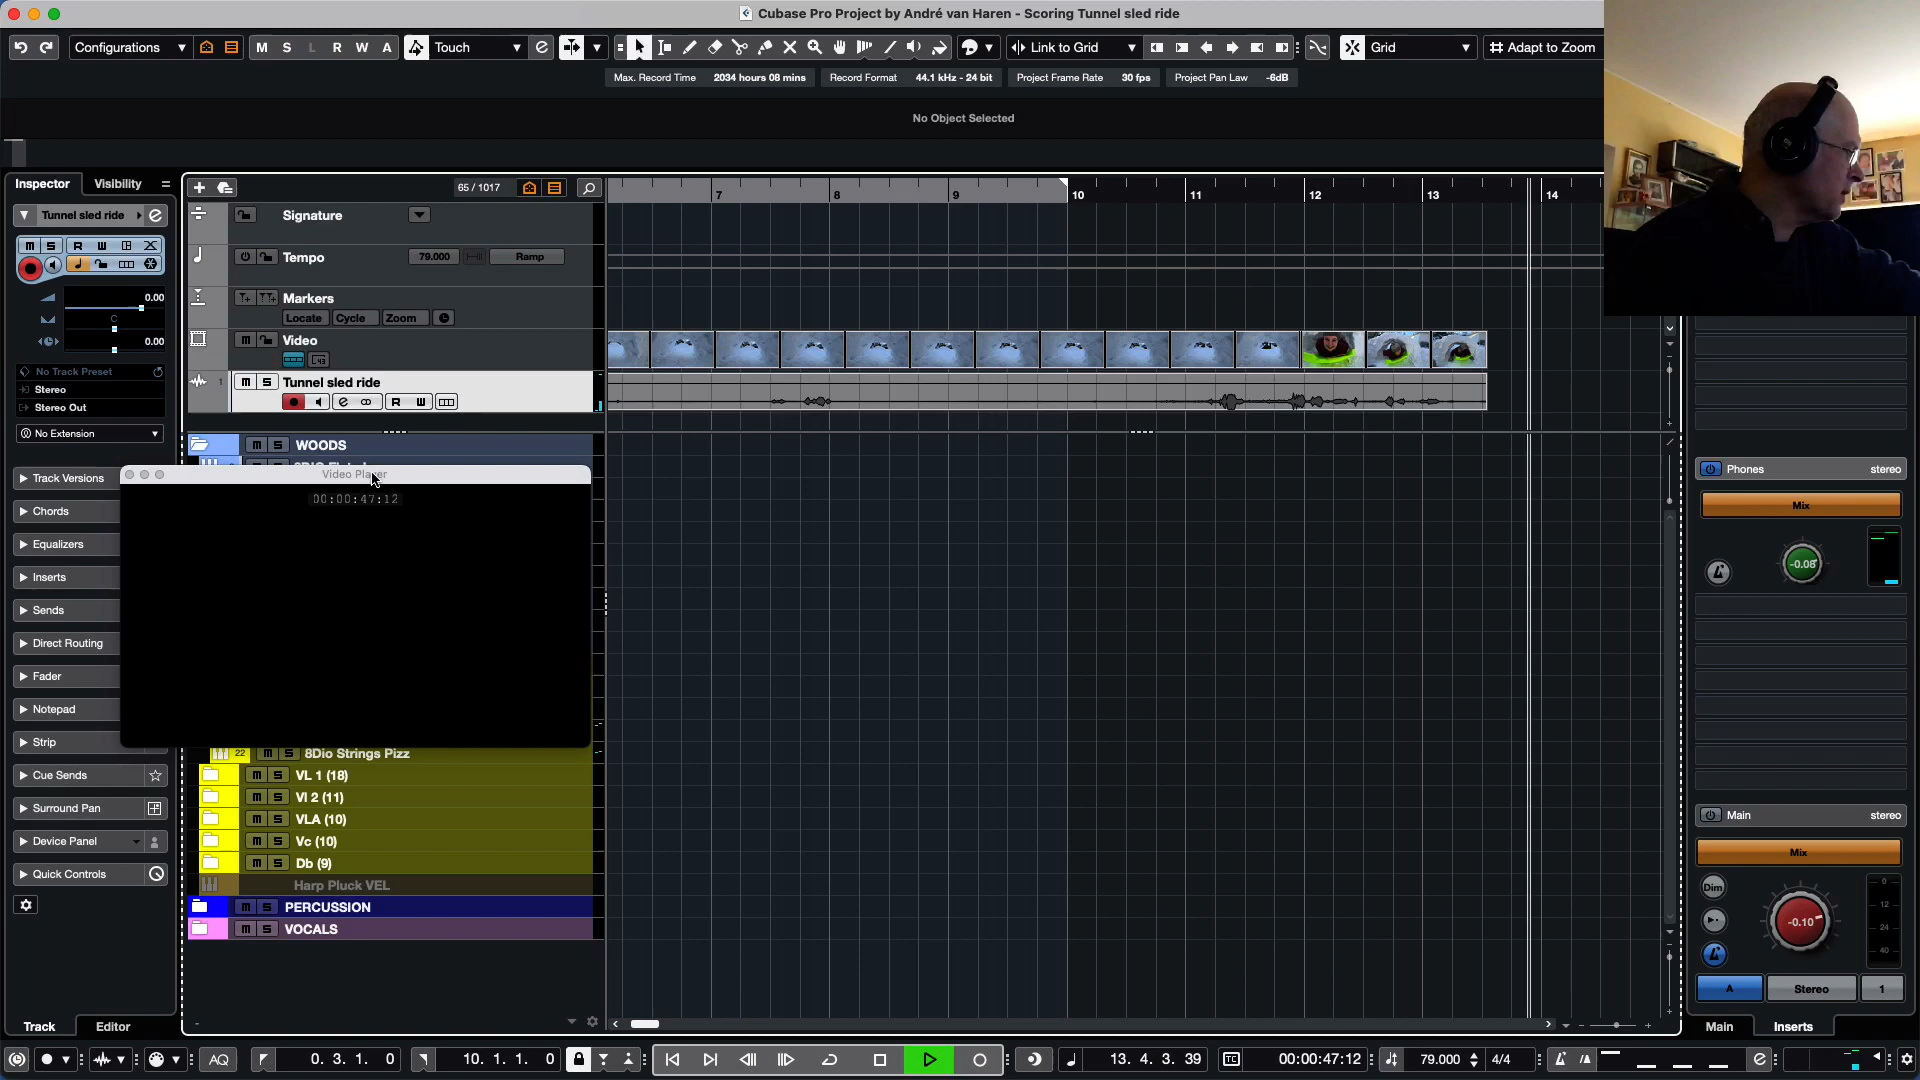 Cubase Pro Project by André van Haren - Scoring Tunnel sled ride
Configurations M S L R W A Touch Link to Grid Grid Adapt to Zoom
Max. Record Time 2034 hours 08 mins Record Format 44.1 kHz - 24 bit Project Frame Rate 30 fps Project Pan Law -6dB
No Object Selected
Inspector Visibility
65 / 1017
7 8 9 10 11 12 13 14
Tunnel sled ride
M S R W
0.00
C
0.00
No Track Preset
Stereo
Stereo Out
No Extension
Track Versions
Chords
Equalizers
Inserts
Sends
Direct Routing
Fader
Notepad
Strip
Cue Sends
Surround Pan
Device Panel
Quick Controls
Track Editor
Signature
Tempo 79.000 Ramp
Markers
Locate Cycle Zoom
Video
1 M S Tunnel sled ride
R W
M S WOODS
Video Player
00:00:47:12
22 M S 8Dio Strings Pizz
M S VL 1 (18)
M S Vl 2 (11)
M S VLA (10)
M S Vc (10)
M S Db (9)
Harp Pluck VEL
M S PERCUSSION
M S VOCALS
Phones stereo
Mix
-0.08
Main stereo
Mix
Dim
-0.10
0
12
24
40
A Stereo 1
Main Inserts
AQ 0. 3. 1. 0 10. 1. 1. 0 13. 4. 3. 39 TC 00:00:47:12 79.000 4/4